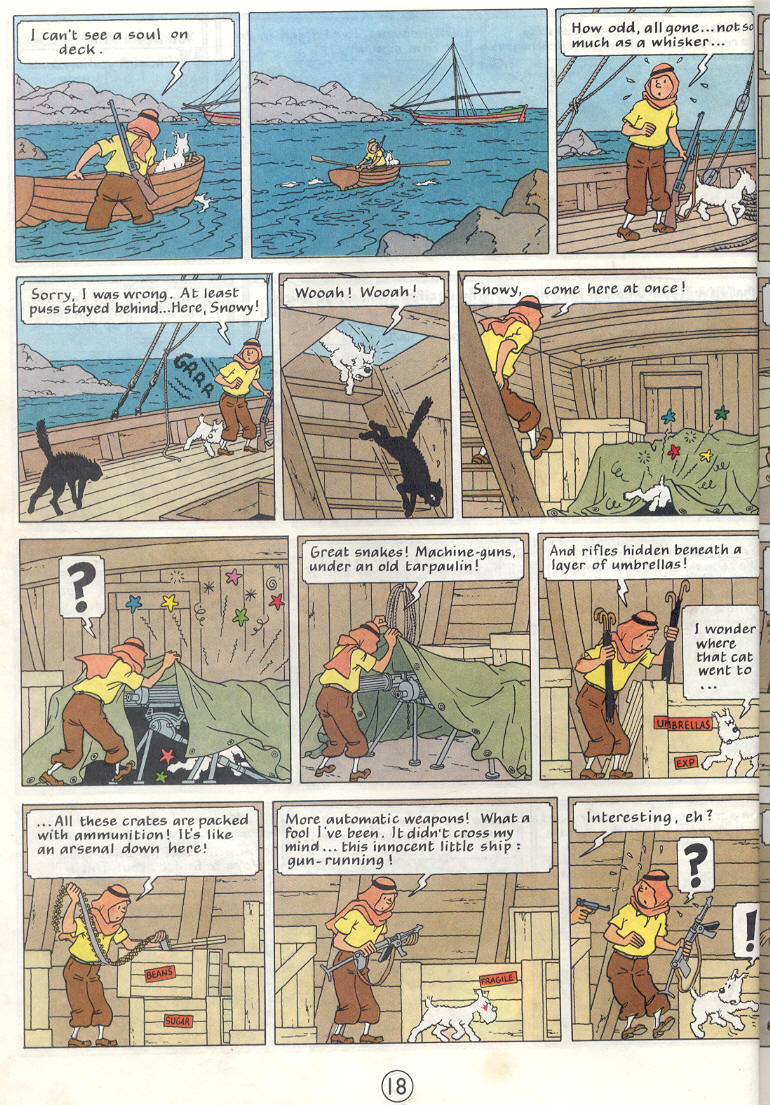 I can't see a soul on
deck.
How odd, all gone...not so
much as a whisker...
Sorry, I was wrong. At least
puss stayed behind...Here, Snowy!
GRRR
Wooah! Wooah!
Snowy, come here at once!
?
Great snakes! Machine-guns,
under an old tarpaulin!
And rifles hidden beneath a
layer of umbrellas!
I wonder
where
that cat
went to
...
UMBRELLAS
EXP
...All these crates are packed
with ammunition! It's like
an arsenal down here!
BEANS
SUGAR
More automatic weapons! What a
fool I've been. It didn't cross my
mind...this innocent little ship:
gun-running!
FRAGILE
Interesting, eh?
?
!
18